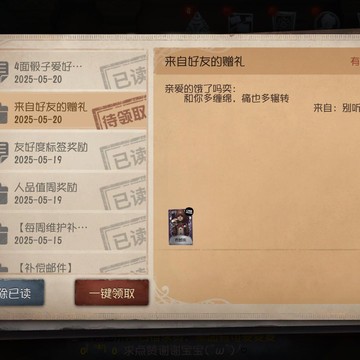 4面骰子爱好…
2025-05-20
已读
来自好友的赠礼
2025-05-20
待领取
友好度标签奖励
2025-05-19
已读
人品值周奖励
2025-05-19
已读
【每周维护补…
2025-05-15
已读
【补偿邮件】
除已读
一键领取
来自好友的赠礼
有
亲爱的饿了吗奕：
和你多缠绵，痛也多辗转
来自：别听